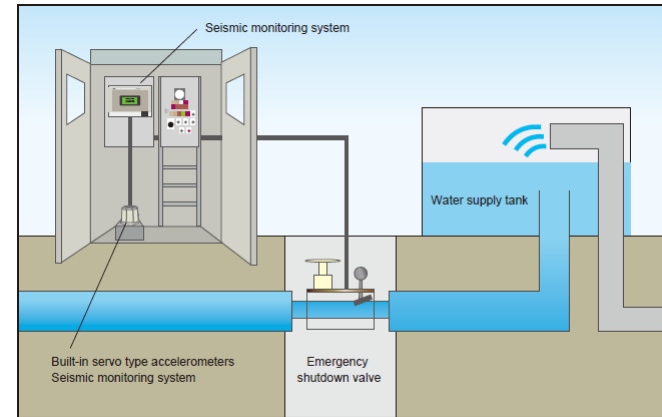 Seismic monitoring system
Water supply tank
Built-in servo type accelerometers
Seismic monitoring system
Emergency
shutdown valve